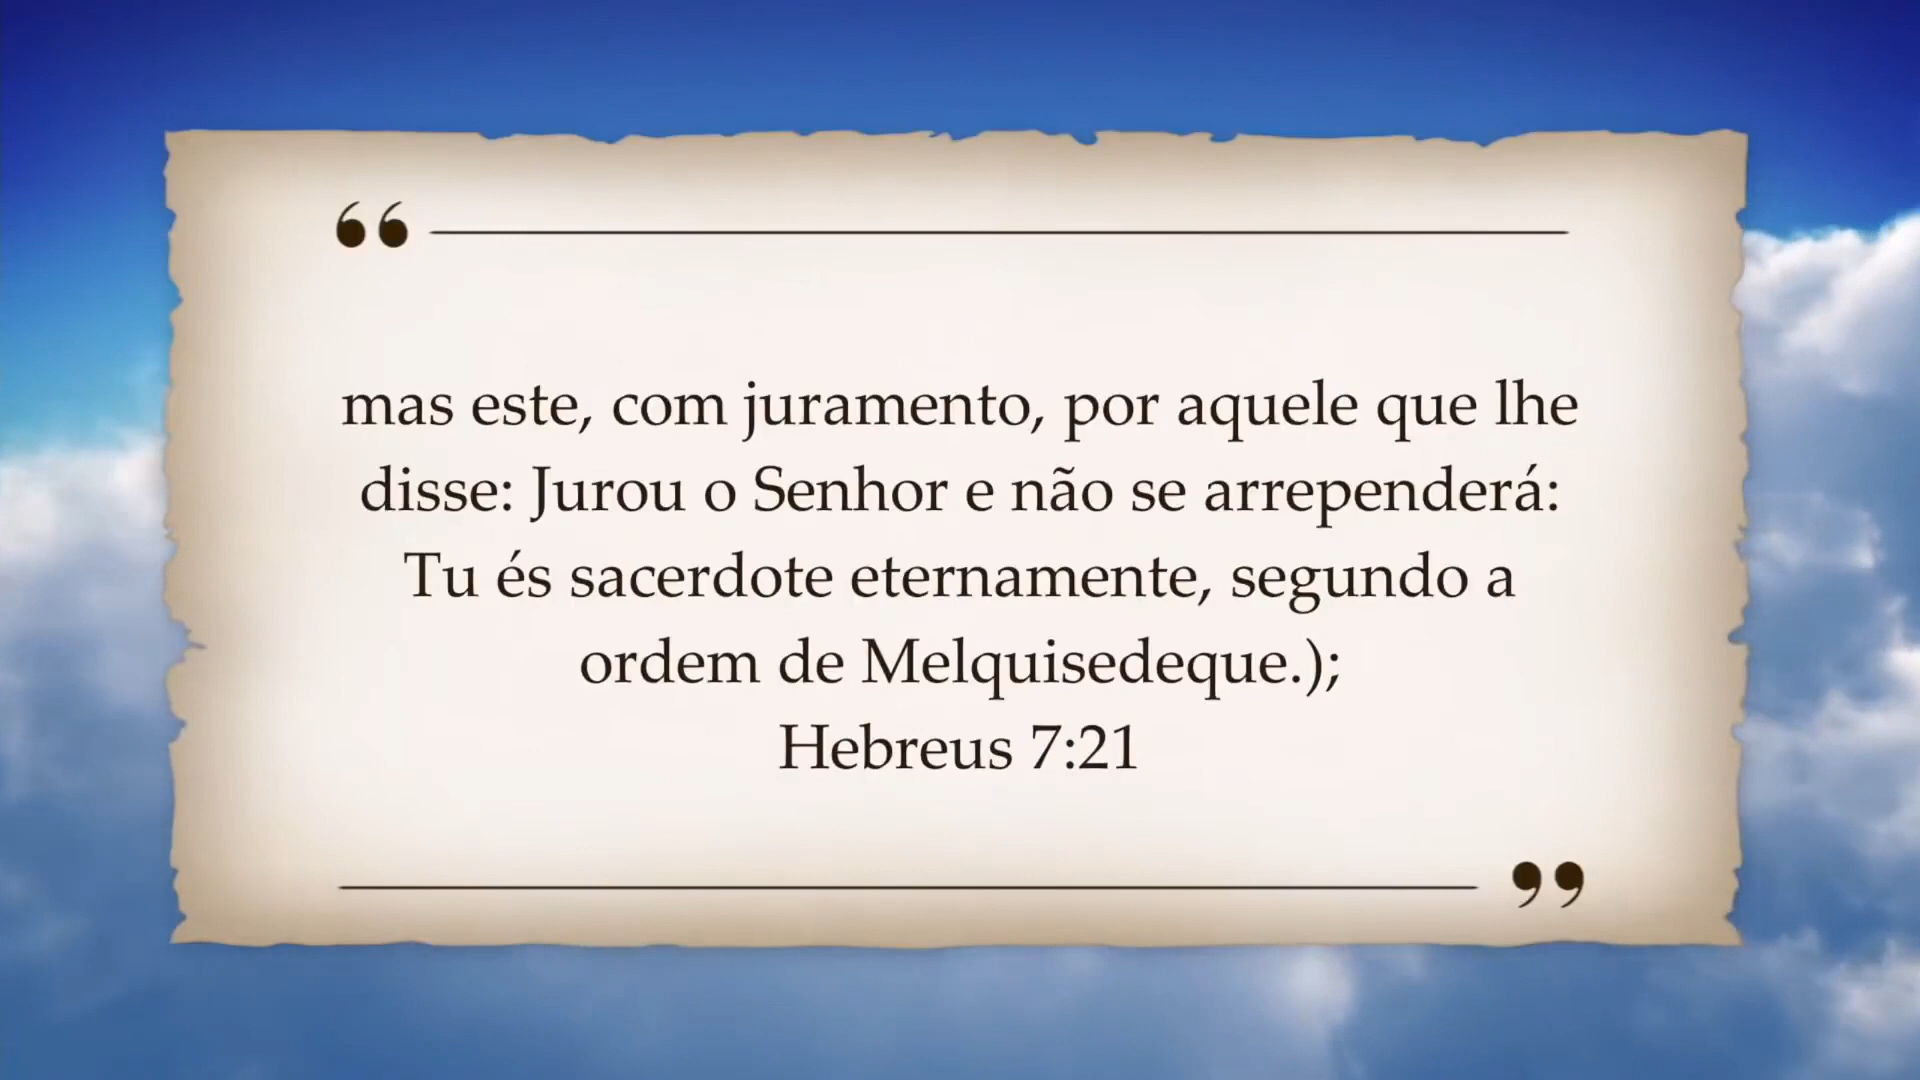 “
mas este, com juramento, por aquele que lhe
disse: Jurou o Senhor e não se arrependerá:
Tu és sacerdote eternamente, segundo a
ordem de Melquisedeque.);
Hebreus 7:21
”